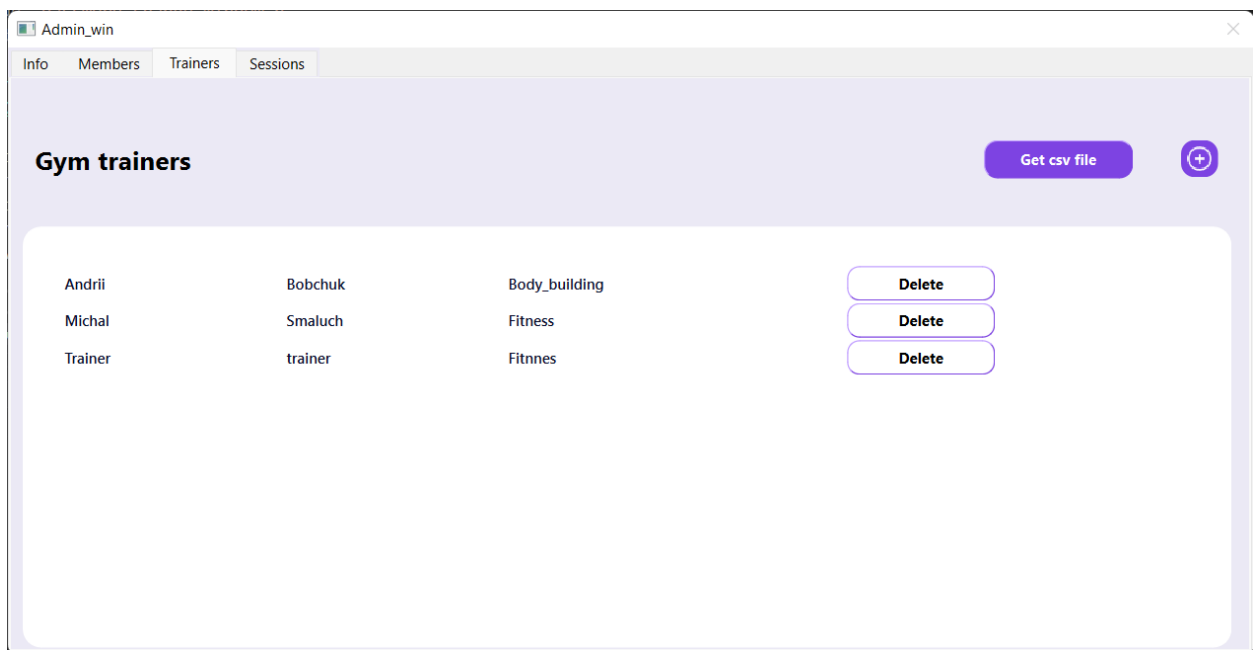 Admin_win
Info Members Trainers Sessions
Gym trainers Get csv file
Andrii Bobchuk Body_building Delete
Michal Smaluch Fitness Delete
Trainer trainer Fitnnes Delete